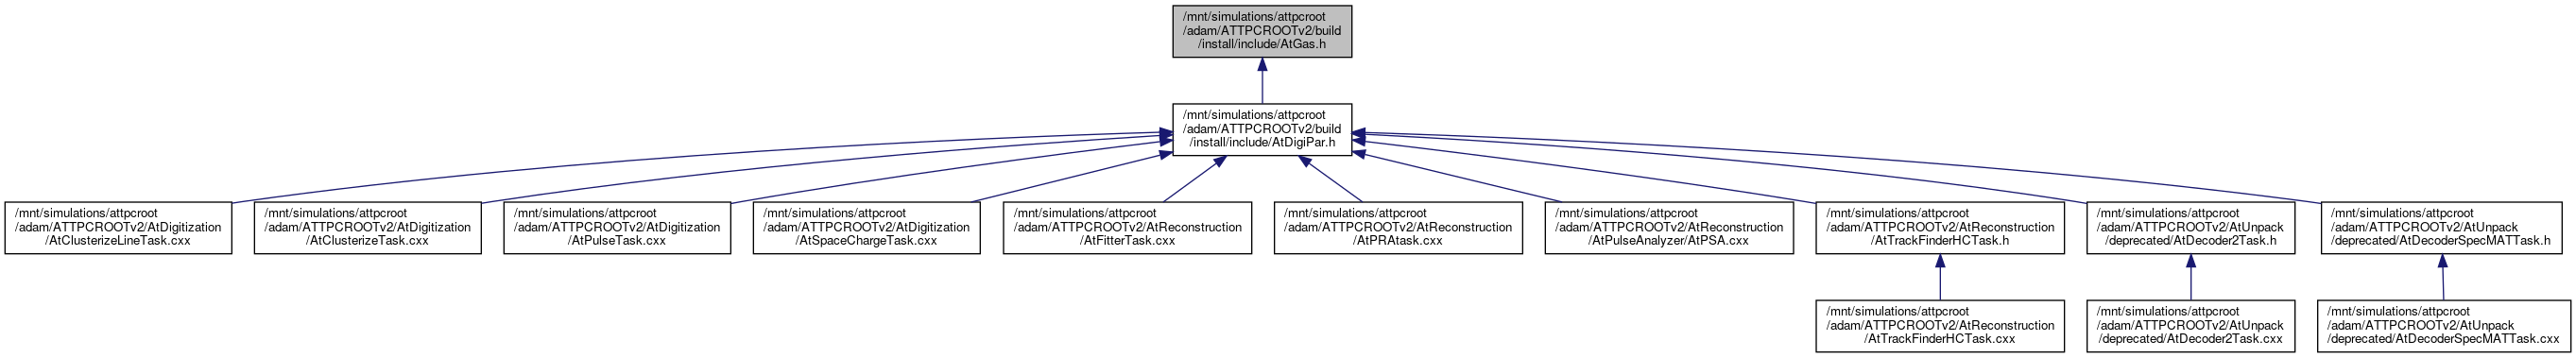 /mnt/simulations/attpcroot
/adam/ATTPCROOTv2/build
/install/include/AtGas.h
/mnt/simulations/attpcroot
/adam/ATTPCROOTv2/build
/install/include/AtDigiPar.h
/mnt/simulations/attpcroot
/adam/ATTPCROOTv2/AtDigitization
/AtClusterizeLineTask.cxx
/mnt/simulations/attpcroot
/adam/ATTPCROOTv2/AtDigitization
/AtClusterizeTask.cxx
/mnt/simulations/attpcroot
/adam/ATTPCROOTv2/AtDigitization
/AtPulseTask.cxx
/mnt/simulations/attpcroot
/adam/ATTPCROOTv2/AtDigitization
/AtSpaceChargeTask.cxx
/mnt/simulations/attpcroot
/adam/ATTPCROOTv2/AtReconstruction
/AtFitterTask.cxx
/mnt/simulations/attpcroot
/adam/ATTPCROOTv2/AtReconstruction
/AtPRAtask.cxx
/mnt/simulations/attpcroot
/adam/ATTPCROOTv2/AtReconstruction
/AtPulseAnalyzer/AtPSA.cxx
/mnt/simulations/attpcroot
/adam/ATTPCROOTv2/AtReconstruction
/AtTrackFinderHCTask.h
/mnt/simulations/attpcroot
/adam/ATTPCROOTv2/AtUnpack
/deprecated/AtDecoder2Task.h
/mnt/simulations/attpcroot
/adam/ATTPCROOTv2/AtUnpack
/deprecated/AtDecoderSpecMATTask.h
/mnt/simulations/attpcroot
/adam/ATTPCROOTv2/AtReconstruction
/AtTrackFinderHCTask.cxx
/mnt/simulations/attpcroot
/adam/ATTPCROOTv2/AtUnpack
/deprecated/AtDecoder2Task.cxx
/mnt/simulations/attpcroot
/adam/ATTPCROOTv2/AtUnpack
/deprecated/AtDecoderSpecMATTask.cxx